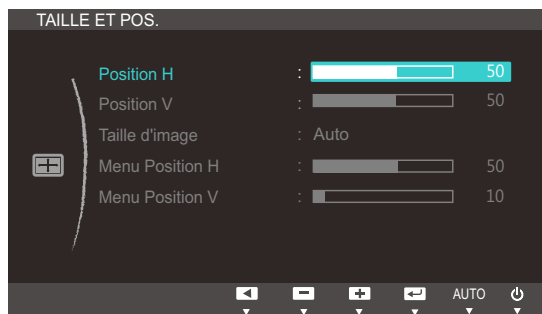 TAILLE ET POS.
Position H : 50
Position V : 50
Taille d'image : Auto
Menu Position H : 50
Menu Position V : 10
AUTO